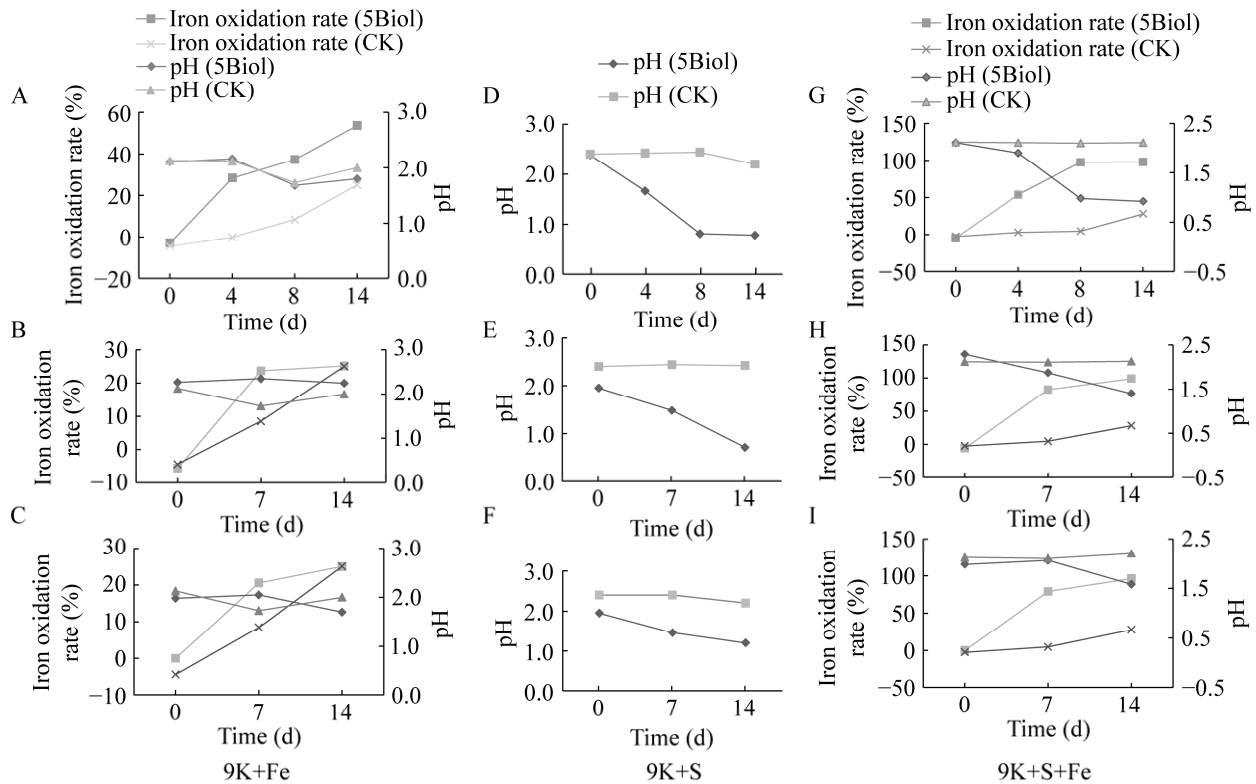 Iron oxidation rate (5Biol)
Iron oxidation rate (CK)
pH (5Biol)
pH (CK)
A
Iron oxidation rate (%)
60
40
20
0
−20
3.0
2.0
1.0
0.0
pH
0 4 8 14
Time (d)
B
Iron oxidation
rate (%)
30
20
10
0
−10
3.0
2.0
1.0
0.0
pH
0 7 14
Time (d)
C
Iron oxidation
rate (%)
30
20
10
0
−10
3.0
2.0
1.0
0.0
pH
0 7 14
Time (d)
9K+Fe
pH (5Biol)
pH (CK)
D
pH
3.0
2.0
1.0
0.0
0 4 8 14
Time (d)
E
pH
3.0
2.0
1.0
0.0
0 7 14
Time (d)
F
pH
3.0
2.0
1.0
0.0
0 7 14
Time (d)
9K+S
Iron oxidation rate (5Biol)
Iron oxidation rate (CK)
pH (5Biol)
pH (CK)
G
Iron oxidation rate (%)
150
100
50
0
−50
2.5
1.5
0.5
−0.5
pH
0 4 8 14
Time (d)
H
Iron oxidation
rate (%)
150
100
50
0
−50
2.5
1.5
0.5
−0.5
pH
0 7 14
Time (d)
I
Iron oxidation
rate (%)
150
100
50
0
−50
2.5
1.5
0.5
−0.5
pH
0 7 14
Time (d)
9K+S+Fe